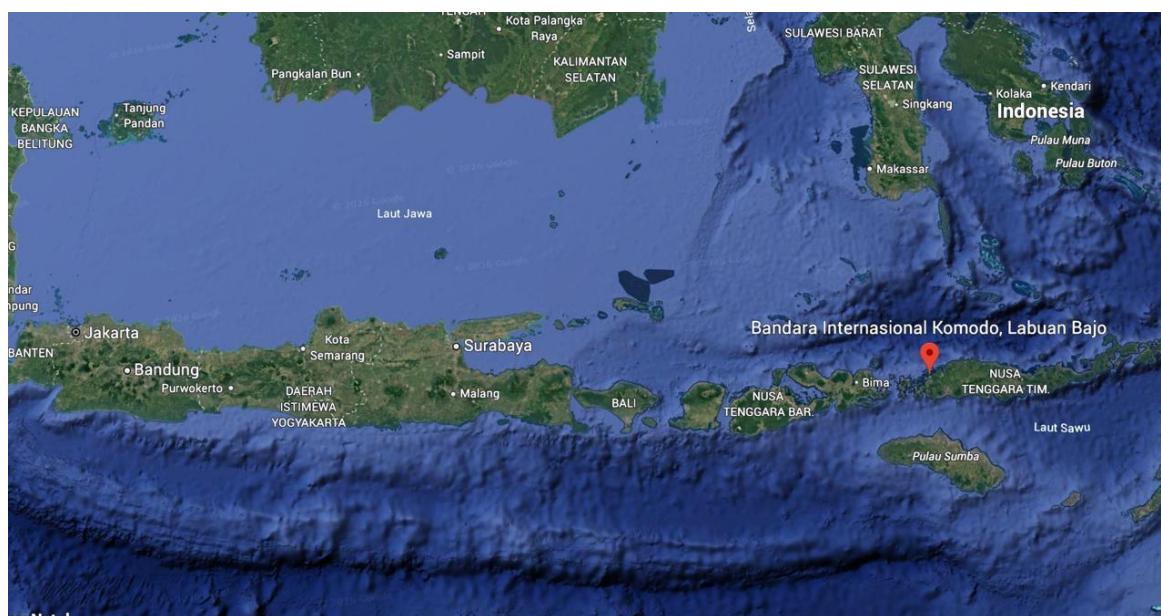 Kota Palangka
Raya
Sampit
Pangkalan Bun
KALIMANTAN
SELATAN
SULAWESI BARAT
SULAWESI
SELATAN
Singkang
Kolaka
Kendari
Indonesia
Pulau Muna
Pulau Buton
KEPULAUAN
BANGKA
BELITUNG
Tanjung
Pandan
Makassar
Laut Jawa
Jakarta
BANTEN
Bandung
Purwokerto
Kota
Semarang
DAERAH
ISTIMEWA
YOGYAKARTA
Surabaya
Malang
BALI
NUSA
TENGGARA BAR.
Bima
Bandara Internasional Komodo, Labuan Bajo
NUSA
TENGGARA TIM.
Laut Sawu
Pulau Sumba